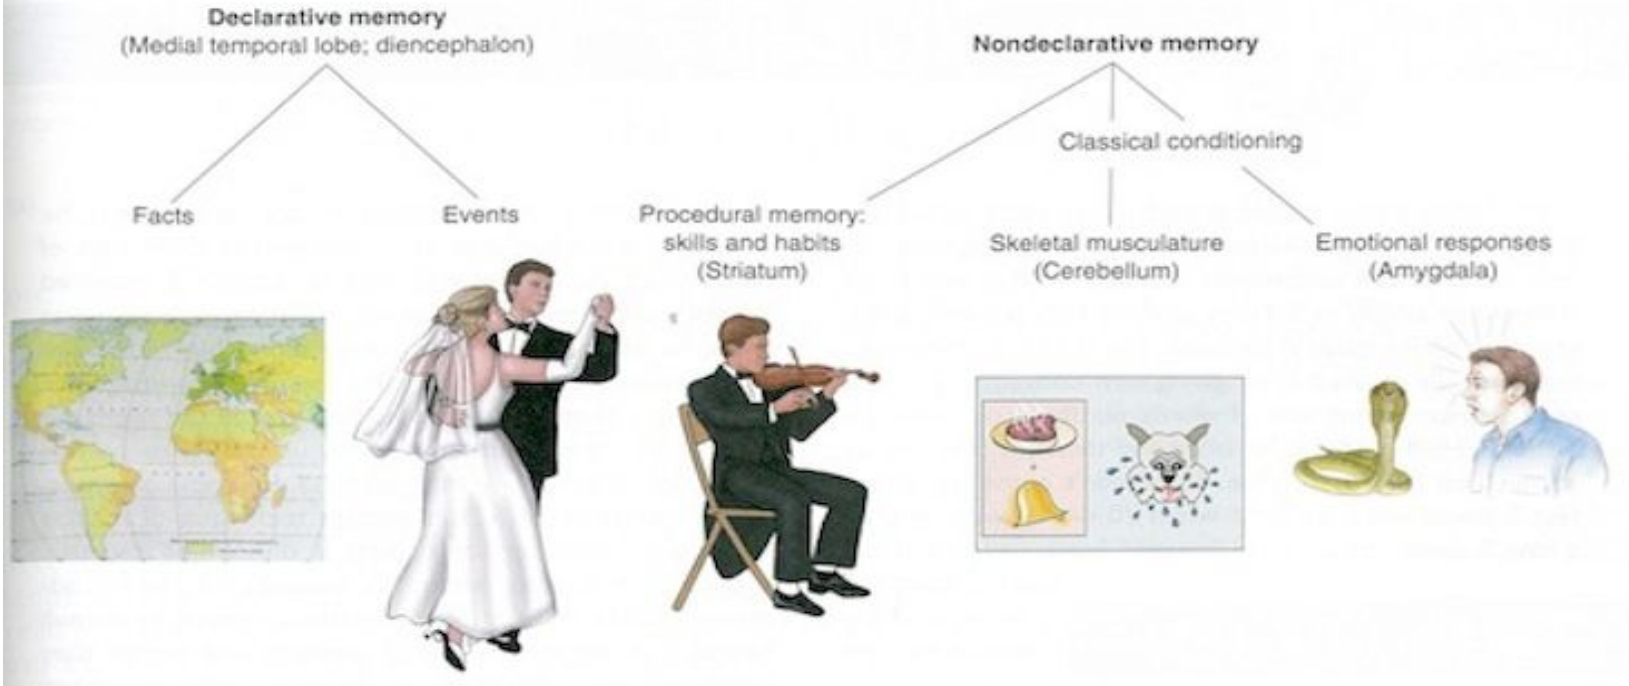 Declarative memory
(Medial temporal lobe; diencephalon)
Nondeclarative memory
Classical conditioning
Facts
Events
Procedural memory:
skills and habits
(Striatum)
Skeletal musculature
(Cerebellum)
Emotional responses
(Amygdala)